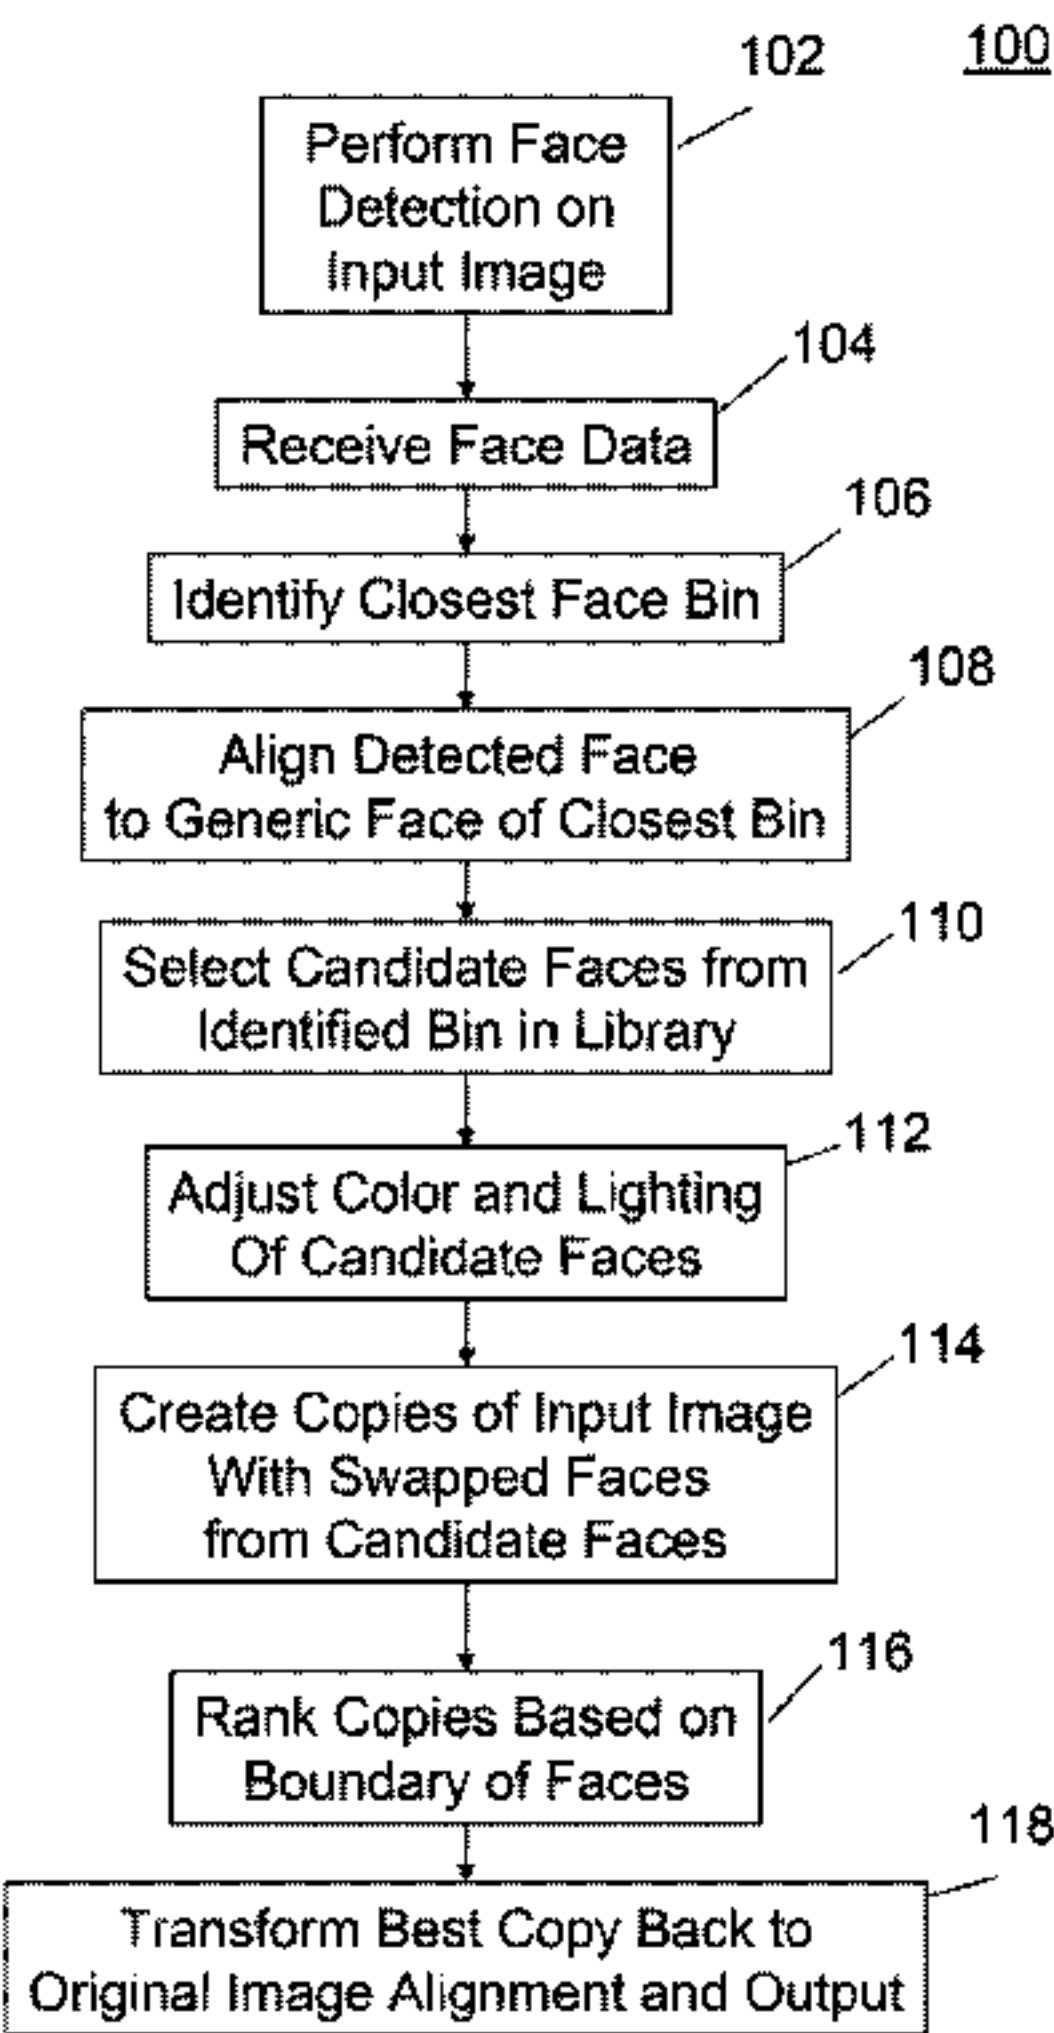 100
102
Perform Face
Detection on
Input Image
104
Receive Face Data
106
Identify Closest Face Bin
108
Align Detected Face
to Generic Face of Closest Bin
110
Select Candidate Faces from
Identified Bin in Library
112
Adjust Color and Lighting
Of Candidate Faces
114
Create Copies of Input Image
With Swapped Faces
from Candidate Faces
116
Rank Copies Based on
Boundary of Faces
118
Transform Best Copy Back to
Original Image Alignment and Output